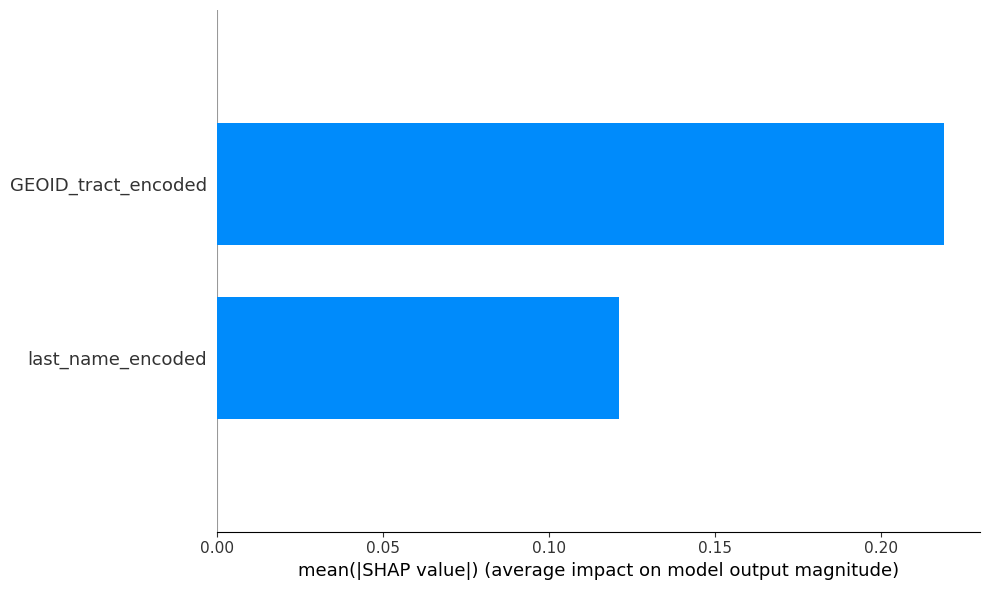 GEOID_tract_encoded
last_name_encoded
0.00 0.05 0.10 0.15 0.20
mean(|SHAP value|) (average impact on model output magnitude)